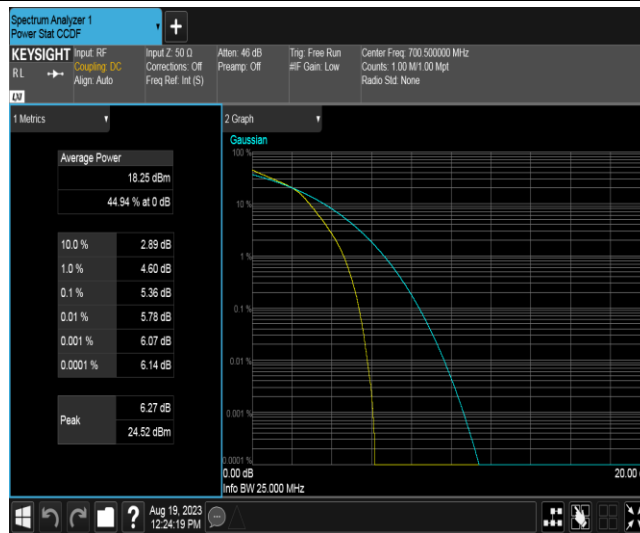 Spectrum Analyzer 1
Power Stat CCDF
+
KEYSIGHT
RL
LXI
Input: RF
Coupling: DC
Align: Auto
Input Z: 50 Ω
Corrections: Off
Freq Ref: Int (S)
Atten: 46 dB
Preamp: Off
Trig: Free Run
#IF Gain: Low
Center Freq: 700.500000 MHz
Counts: 1.00 M/1.00 Mpt
Radio Std: None
1 Metrics
Average Power
18.25 dBm
44.94 % at 0 dB
10.0 % 2.89 dB
1.0 % 4.60 dB
0.1 % 5.36 dB
0.01 % 5.78 dB
0.001 % 6.07 dB
0.0001 % 6.14 dB
Peak
6.27 dB
24.52 dBm
2 Graph
Gaussian
100 %
10 %
1 %
0.1 %
0.01 %
0.001 %
0.0001 %
0.00 dB
20.00
Info BW 25.000 MHz
?
Aug 19, 2023
12:24:19 PM